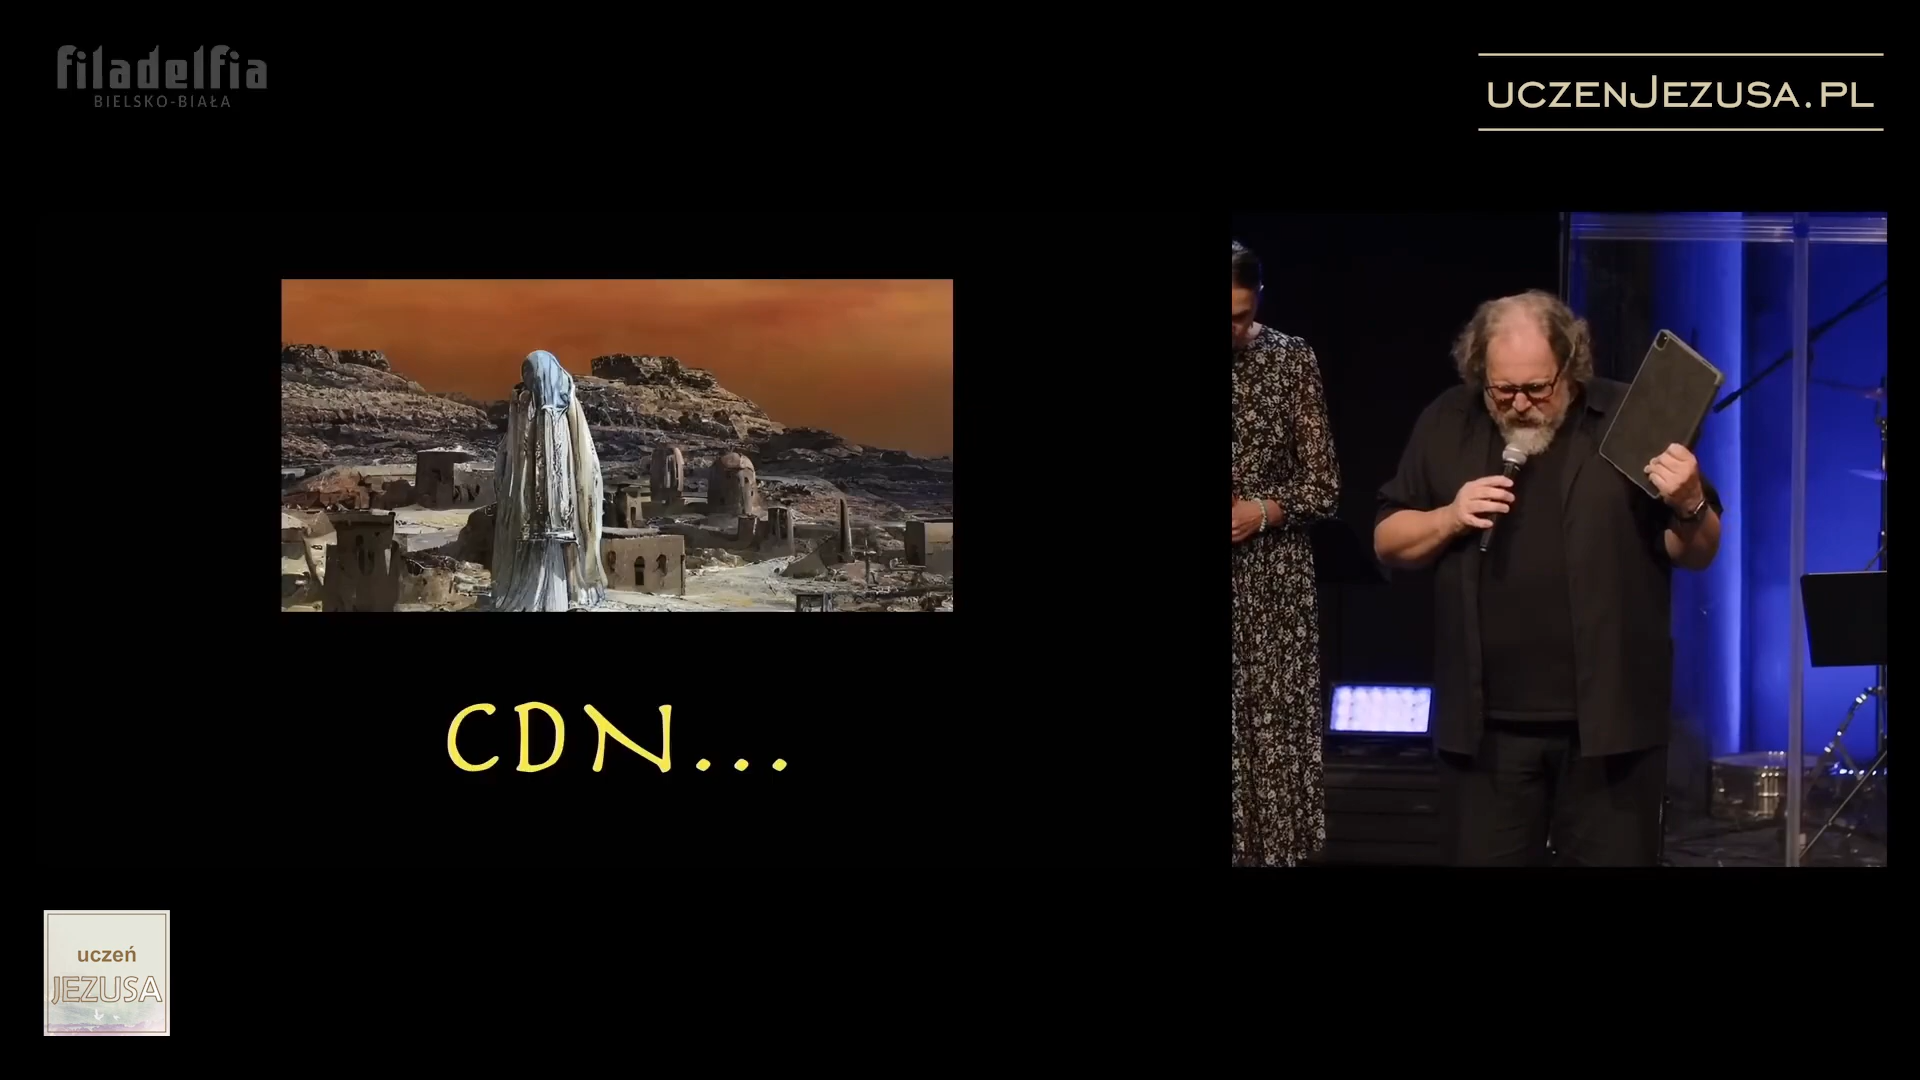 filadelfia
BIELSKO-BIAŁA
UCZENJEZUSA.PL
CDN...
uczeń
JEZUSA